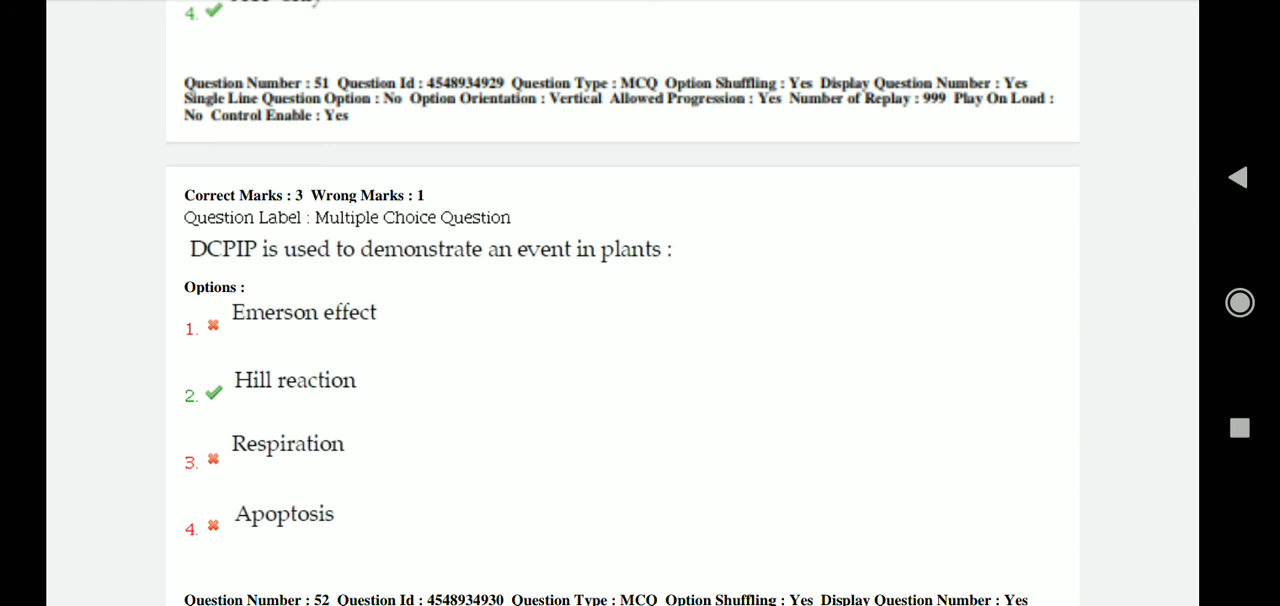 4.
Question Number : 51 Question Id : 4548934929 Question Type : MCQ Option Shuffling : Yes Display Question Number : Yes
Single Line Question Option : No Option Orientation : Vertical Allowed Progression : Yes Number of Replay : 999 Play On Load :
No Control Enable : Yes
Correct Marks : 3 Wrong Marks : 1
Question Label : Multiple Choice Question
DCPIP is used to demonstrate an event in plants :
Options :
1. Emerson effect
2. Hill reaction
3. Respiration
4. Apoptosis
Question Number : 52 Question Id : 4548934930 Question Type : MCQ Option Shuffling : Yes Display Question Number : Yes